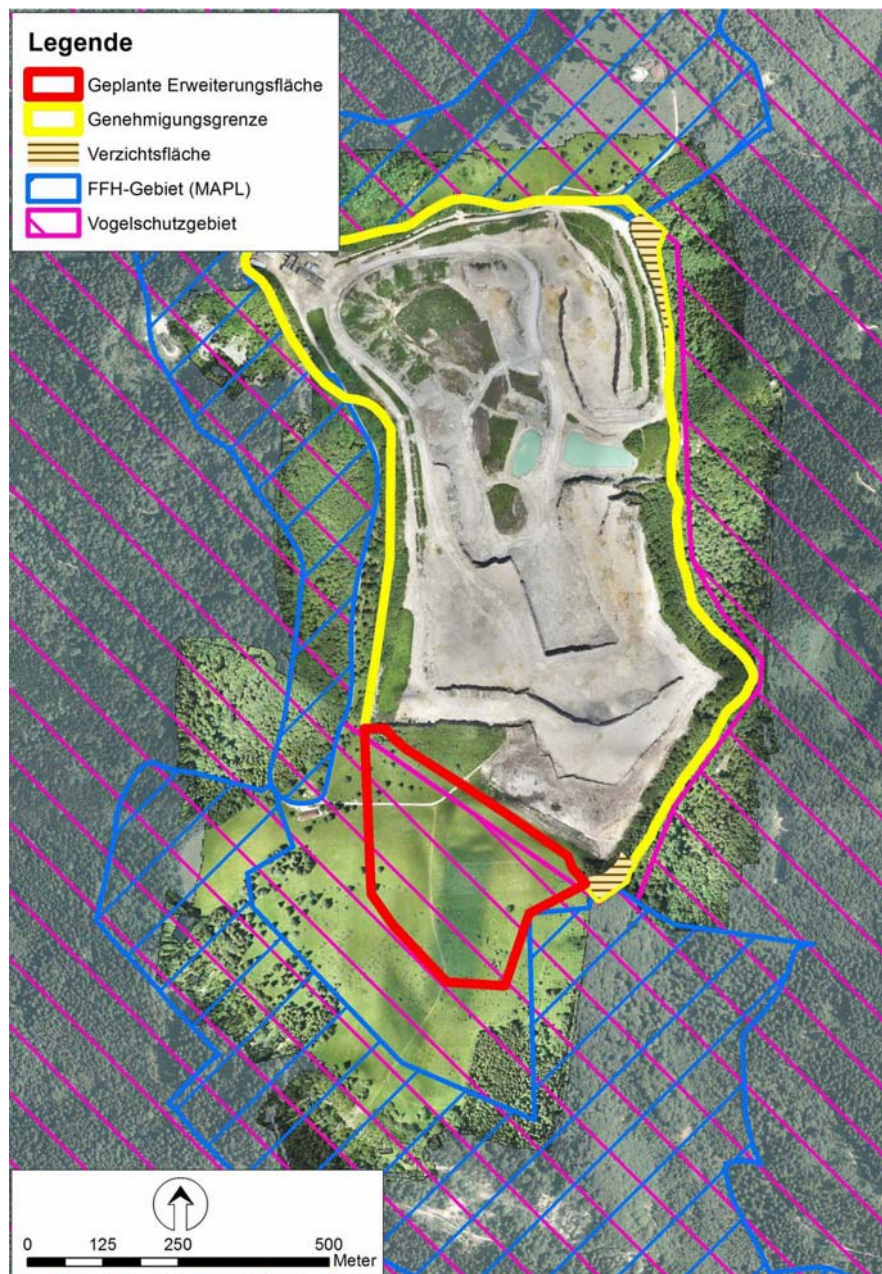 Legende
Geplante Erweiterungsfläche
Genehmigungsgrenze
Verzichtsfläche
FFH-Gebiet (MAPL)
Vogelschutzgebiet
0 125 250 500
Meter